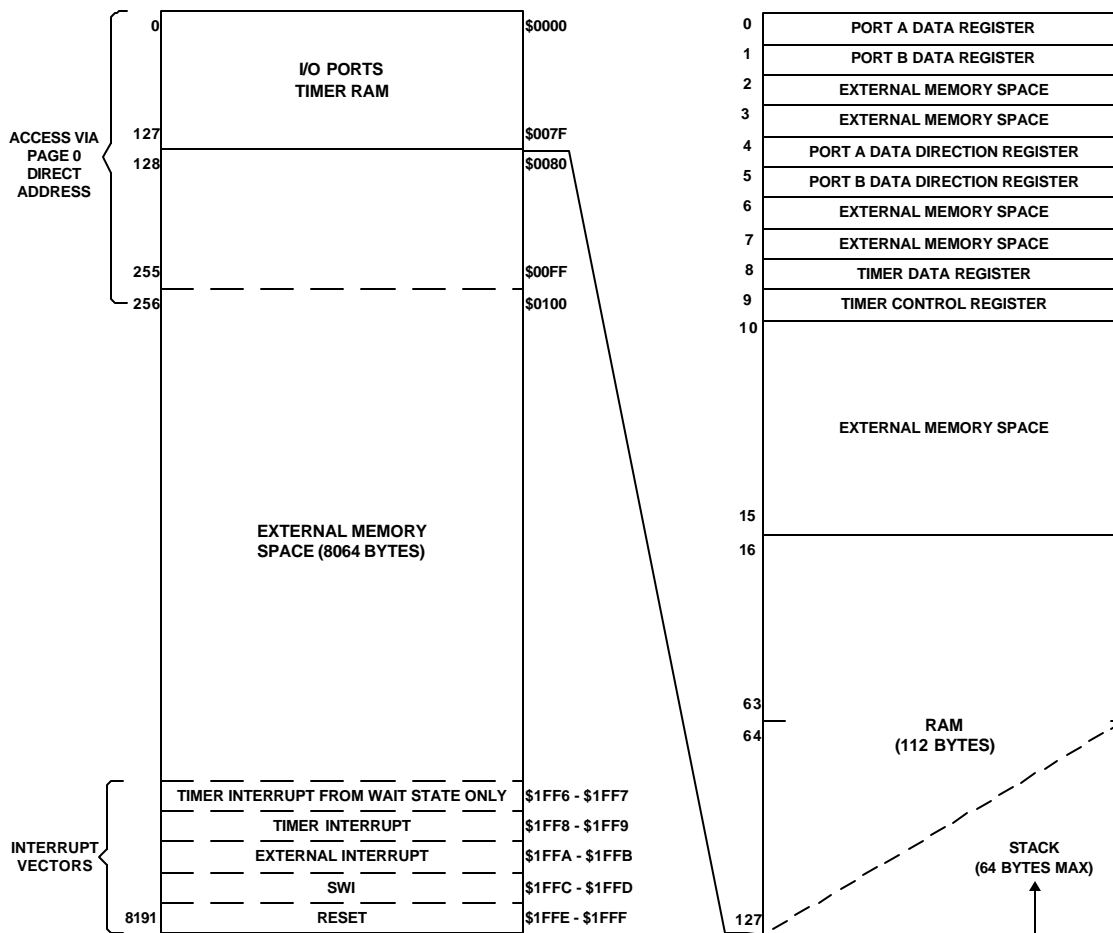 0
$0000
I/O PORTS
TIMER RAM
ACCESS VIA
PAGE 0
DIRECT
ADDRESS
127
$007F
128
$0080
255
$00FF
256
$0100
EXTERNAL MEMORY
SPACE (8064 BYTES)
INTERRUPT
VECTORS
TIMER INTERRUPT FROM WAIT STATE ONLY
$1FF6 - $1FF7
TIMER INTERRUPT
$1FF8 - $1FF9
EXTERNAL INTERRUPT
$1FFA - $1FFB
SWI
$1FFC - $1FFD
8191
RESET
$1FFE - $1FFF
0
PORT A DATA REGISTER
1
PORT B DATA REGISTER
2
EXTERNAL MEMORY SPACE
3
EXTERNAL MEMORY SPACE
4
PORT A DATA DIRECTION REGISTER
5
PORT B DATA DIRECTION REGISTER
6
EXTERNAL MEMORY SPACE
7
EXTERNAL MEMORY SPACE
8
TIMER DATA REGISTER
9
TIMER CONTROL REGISTER
10
EXTERNAL MEMORY SPACE
15
16
63
64
RAM
(112 BYTES)
STACK
(64 BYTES MAX)
127